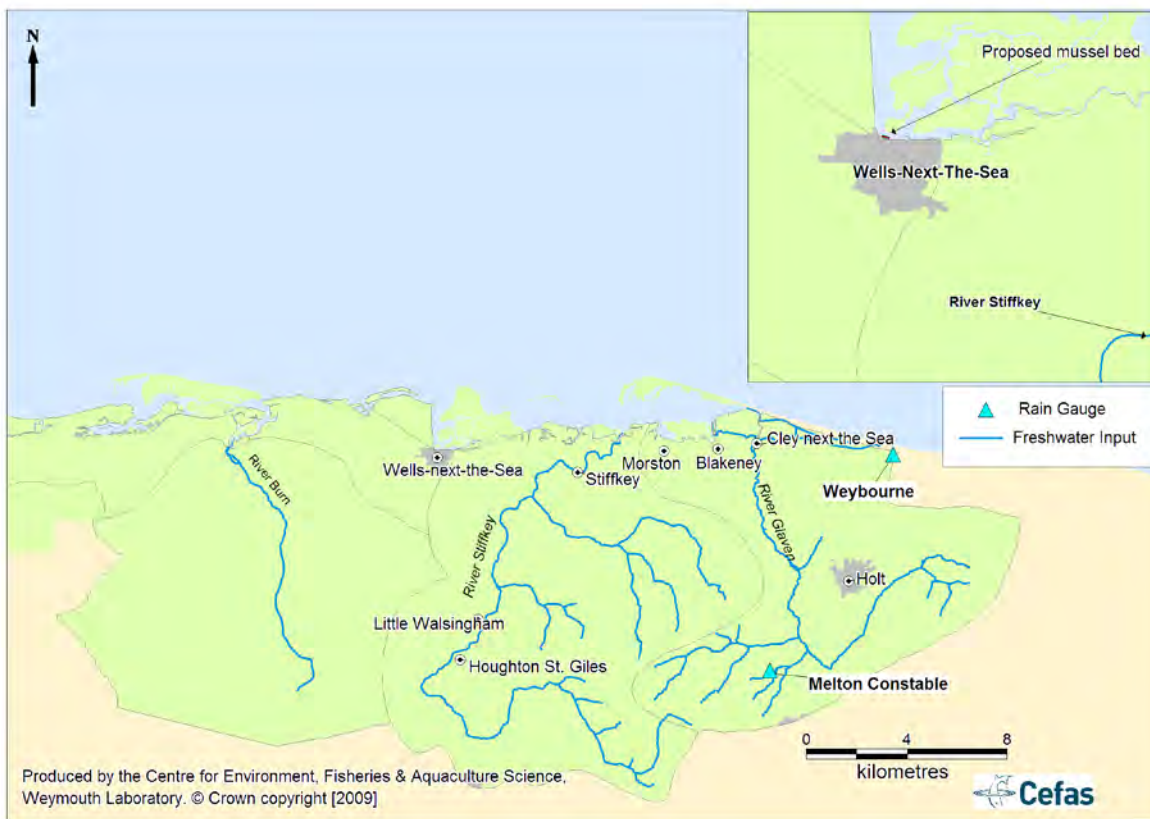 N
Proposed mussel bed
Wells-Next-The-Sea
River Stiffkey
Rain Gauge
Freshwater Input
River Burn
Wells-next-the-Sea
Stiffkey
Morston
Blakeney
Cley next the Sea
Weybourne
River Stiffkey
River Glaven
Holt
Little Walsingham
Houghton St. Giles
Melton Constable
0 4 8
kilometres
Produced by the Centre for Environment, Fisheries & Aquaculture Science,
Weymouth Laboratory. © Crown copyright [2009]
Cefas